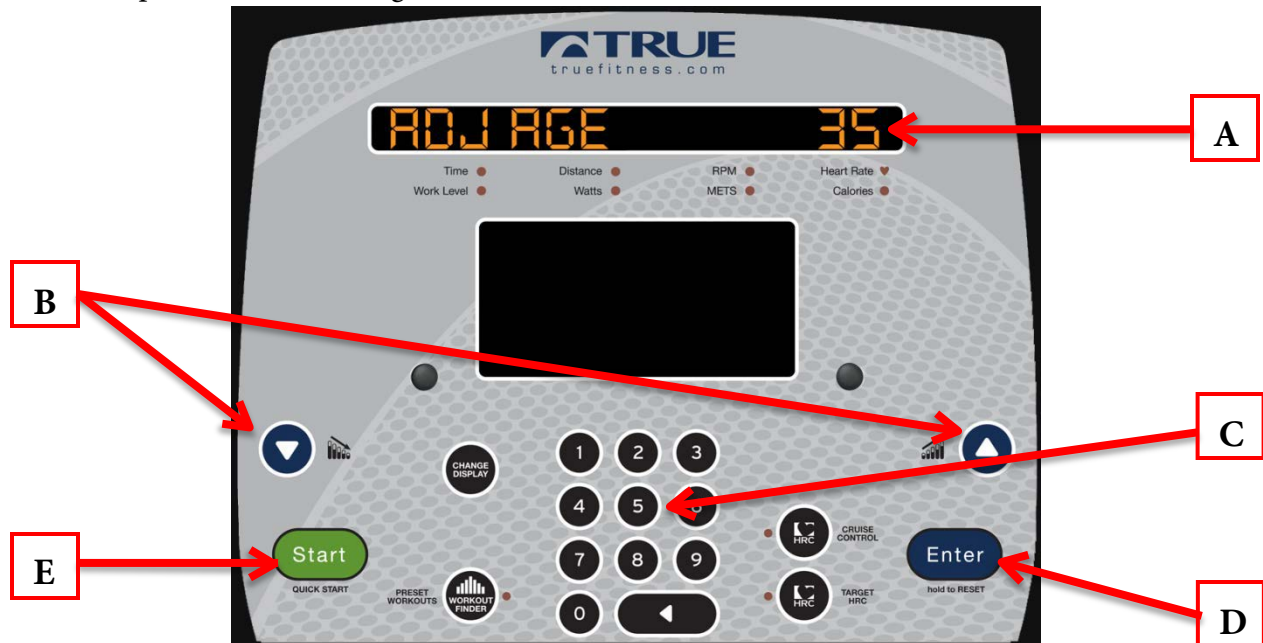 TRUE
truefitness.com
ADJ AGE 35
A
Time Distance RPM Heart Rate
Work Level Watts METS Calories
B
C
CHANGE
DISPLAY
1 2 3
4 5 6
7 8 9
0
HRC
CRUISE
CONTROL
HRC
TARGET
HRC
E
Start
QUICK START
PRESET
WORKOUTS
WORKOUT
FINDER
Enter
hold to RESET
D